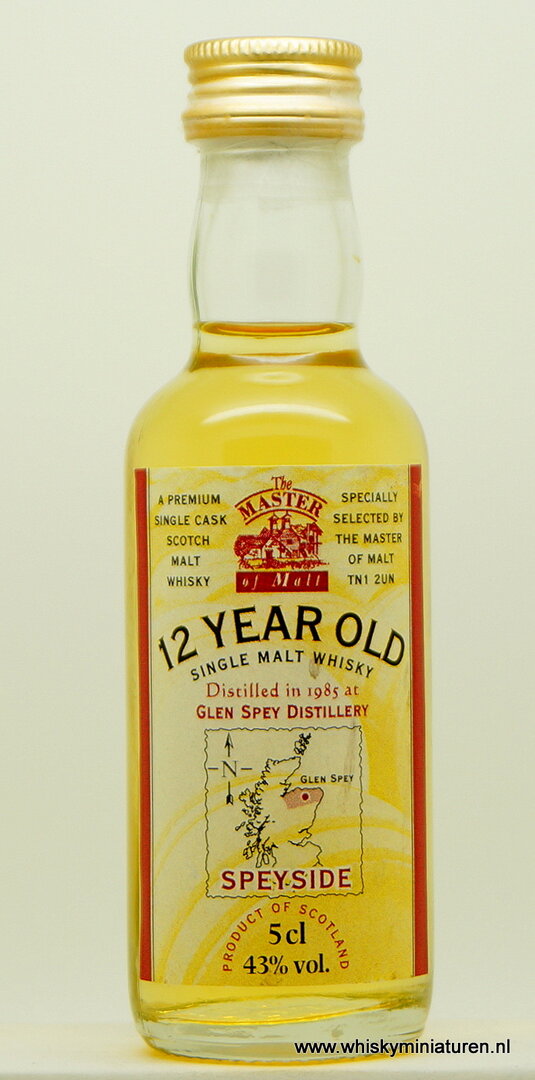 The
MASTER
of Malt
A PREMIUM
SINGLE CASK
SCOTCH
MALT
WHISKY
SPECIALLY
SELECTED BY
THE MASTER
OF MALT
TN1 2UN
12 YEAR OLD
SINGLE MALT WHISKY
Distilled in 1985 at
GLEN SPEY DISTILLERY
N
GLEN SPEY
SPEYSIDE
PRODUCT OF SCOTLAND
5cl
43% vol.
www.whiskyminiaturen.nl